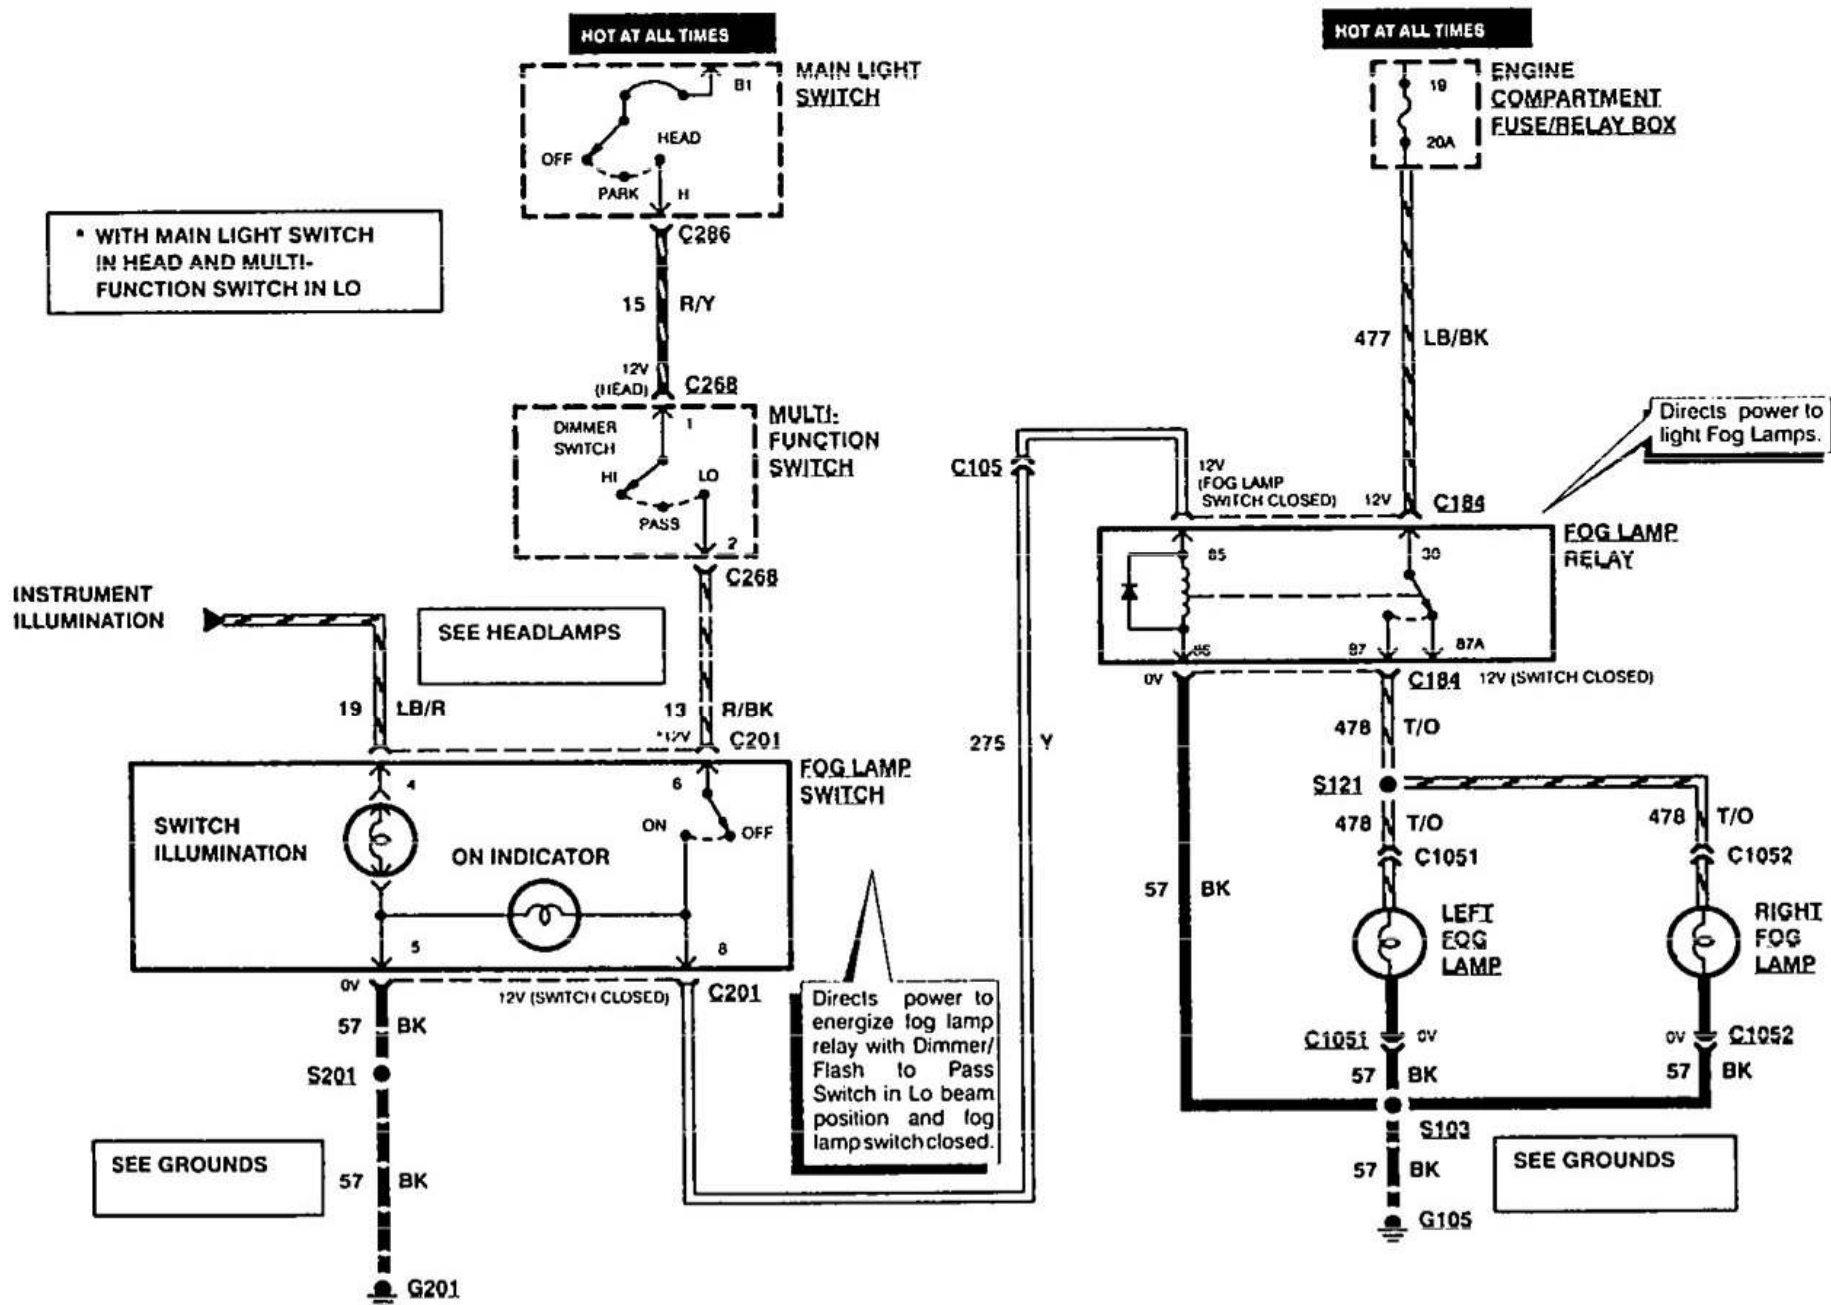 HOT AT ALL TIMES
MAIN LIGHT
SWITCH
B1
HEAD
OFF
PARK
H
C286
* WITH MAIN LIGHT SWITCH
IN HEAD AND MULTI-
FUNCTION SWITCH IN LO
15 R/Y
12V
(HEAD)
C268
1
DIMMER
SWITCH
MULTI-
FUNCTION
SWITCH
HI
LO
PASS
2
C268
INSTRUMENT
ILLUMINATION
SEE HEADLAMPS
19 LB/R
13 R/BK
*12V
C201
4
6
FOG LAMP
SWITCH
SWITCH
ILLUMINATION
ON
OFF
ON INDICATOR
5
8
0V
12V (SWITCH CLOSED)
C201
57 BK
S201
SEE GROUNDS
57 BK
G201
Directs power to
energize fog lamp
relay with Dimmer/
Flash to Pass
Switch in Lo beam
position and fog
lamp switch closed.
HOT AT ALL TIMES
ENGINE
COMPARTMENT
FUSE/RELAY BOX
19
20A
477 LB/BK
Directs power to
light Fog Lamps.
C105
12V
(FOG LAMP
SWITCH CLOSED)
12V
C184
85
30
FOG LAMP
RELAY
86
87
87A
0V
C184
12V (SWITCH CLOSED)
275 Y
478 T/O
S121
478 T/O
478 T/O
C1051
C1052
57 BK
LEFT
FOG
LAMP
RIGHT
FOG
LAMP
C1051
0V
0V
C1052
57 BK
57 BK
S103
57 BK
SEE GROUNDS
G105